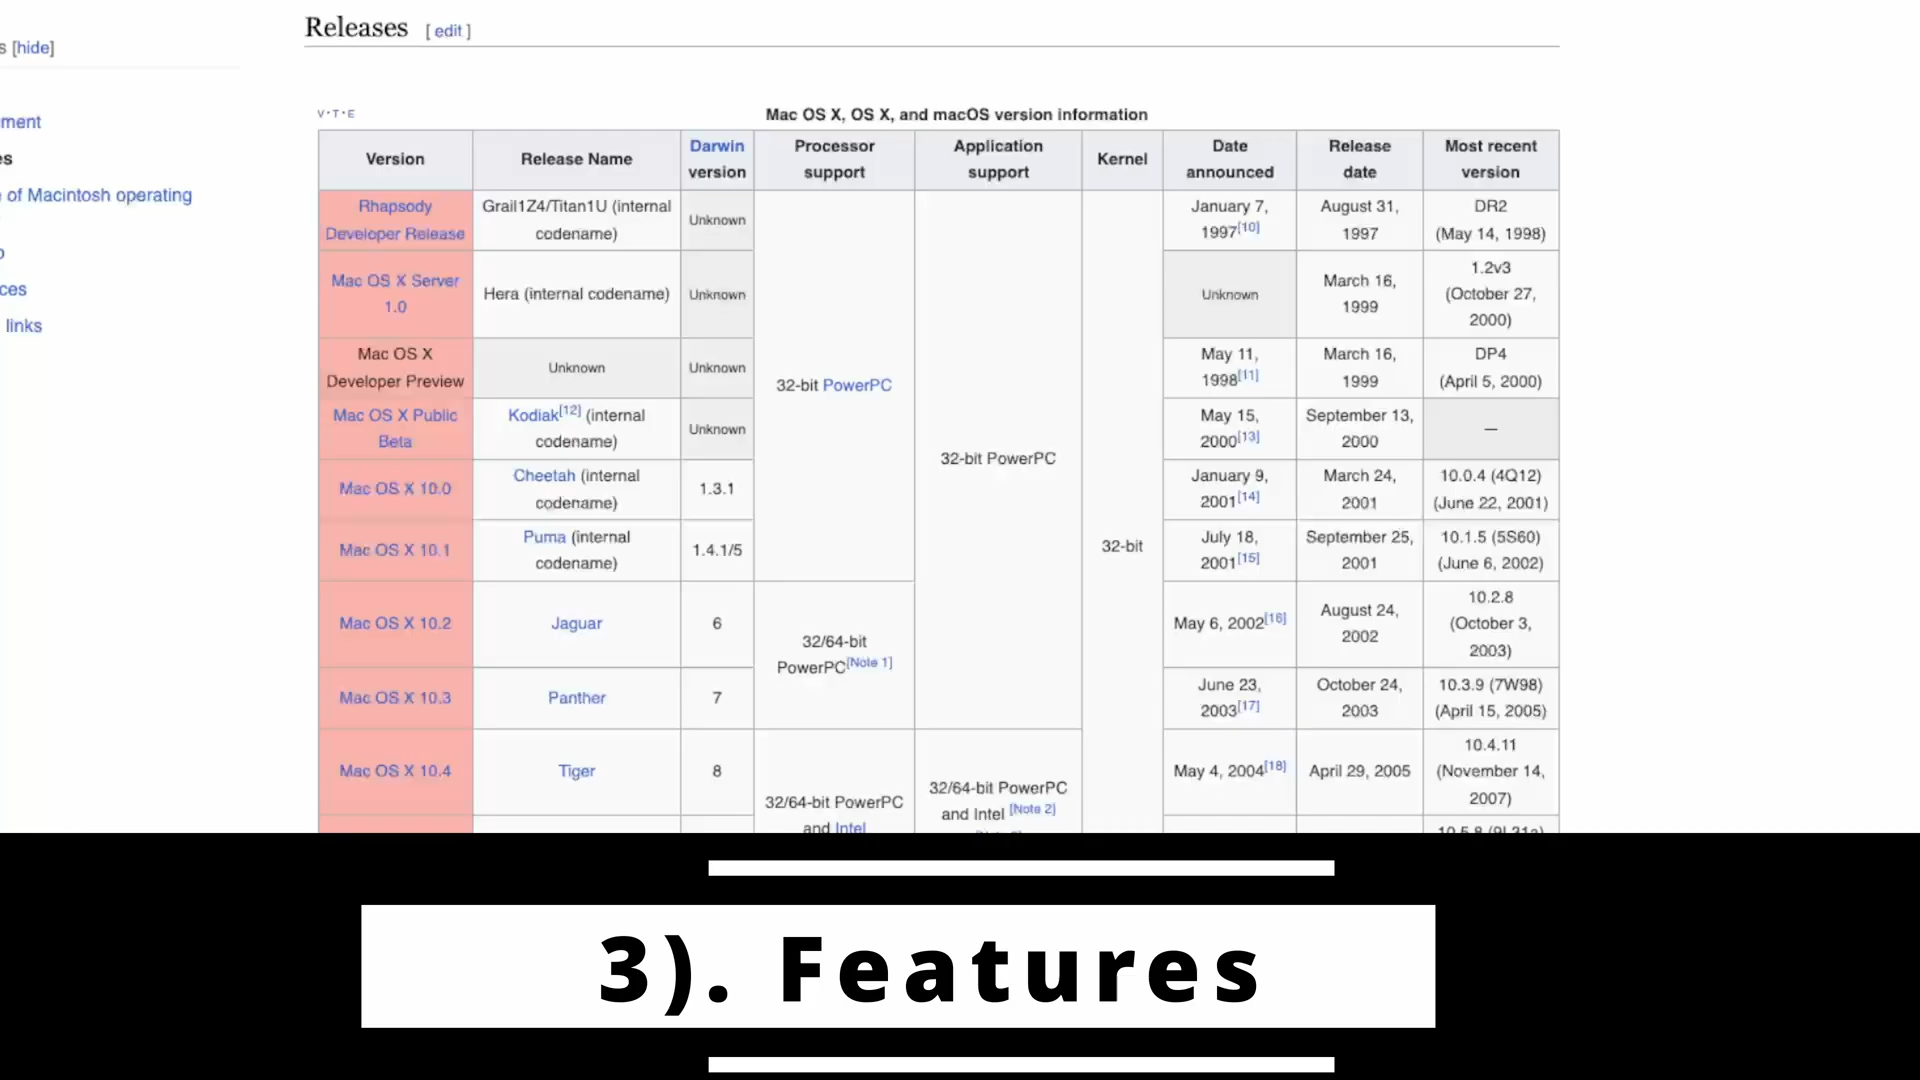 Releases [ edit ]
s [hide]
ment
es
of Macintosh operating
ces
links
V·T·E
Mac OS X, OS X, and macOS version information
Version Release Name Darwin version Processor support Application support Kernel Date announced Release date Most recent version
Rhapsody Developer Release Grail1Z4/Titan1U (internal codename) Unknown January 7, 1997[10] August 31, 1997 DR2 (May 14, 1998)
Mac OS X Server 1.0 Hera (internal codename) Unknown Unknown March 16, 1999 1.2v3 (October 27, 2000)
Mac OS X Developer Preview Unknown Unknown 32-bit PowerPC May 11, 1998[11] March 16, 1999 DP4 (April 5, 2000)
Mac OS X Public Beta Kodiak[12] (internal codename) Unknown 32-bit PowerPC May 15, 2000[13] September 13, 2000 —
Mac OS X 10.0 Cheetah (internal codename) 1.3.1 January 9, 2001[14] March 24, 2001 10.0.4 (4Q12) (June 22, 2001)
Mac OS X 10.1 Puma (internal codename) 1.4.1/5 32-bit July 18, 2001[15] September 25, 2001 10.1.5 (5S60) (June 6, 2002)
Mac OS X 10.2 Jaguar 6 32/64-bit PowerPC[Note 1] May 6, 2002[16] August 24, 2002 10.2.8 (October 3, 2003)
Mac OS X 10.3 Panther 7 June 23, 2003[17] October 24, 2003 10.3.9 (7W98) (April 15, 2005)
Mac OS X 10.4 Tiger 8 32/64-bit PowerPC and Intel 32/64-bit PowerPC and Intel [Note 2] May 4, 2004[18] April 29, 2005 10.4.11 (November 14, 2007)
3). Features